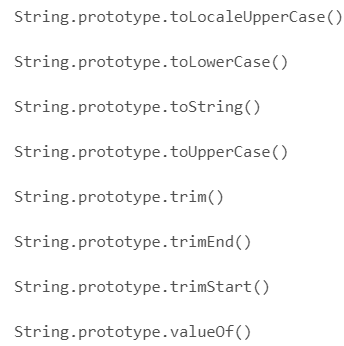 String.prototype.toLocaleUpperCase()
String.prototype.toLowerCase()
String.prototype.toString()
String.prototype.toUpperCase()
String.prototype.trim()
String.prototype.trimEnd()
String.prototype.trimStart()
String.prototype.valueOf()